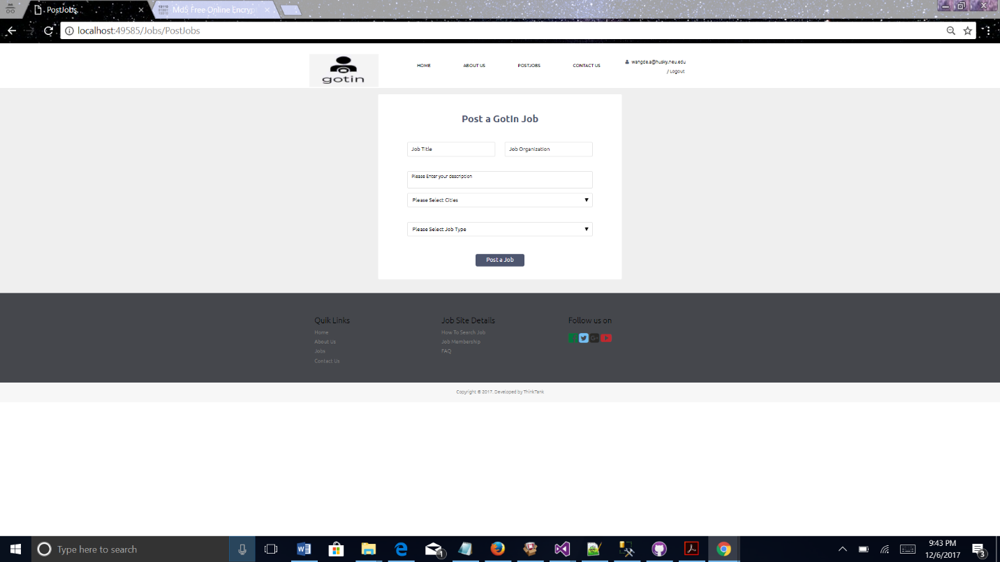 PostJobs
Md5 Free Online Encryp
localhost:49585/Jobs/PostJobs
gotin
HOME
ABOUT US
POSTJOBS
CONTACT US
wangde.a@husky.neu.edu
/ Logout
Post a GotIn Job
Job Title
Job Organization
Please Enter your description
Please Select Cities
Please Select Job Type
Post a Job
Quik Links
Job Site Details
Follow us on
Home
How To Search Job
About Us
Job Membership
Jobs
FAQ
Contact Us
Copyright © 2017. Developed by ThinkTank
Type here to search
1
9:43 PM
12/6/2017
3